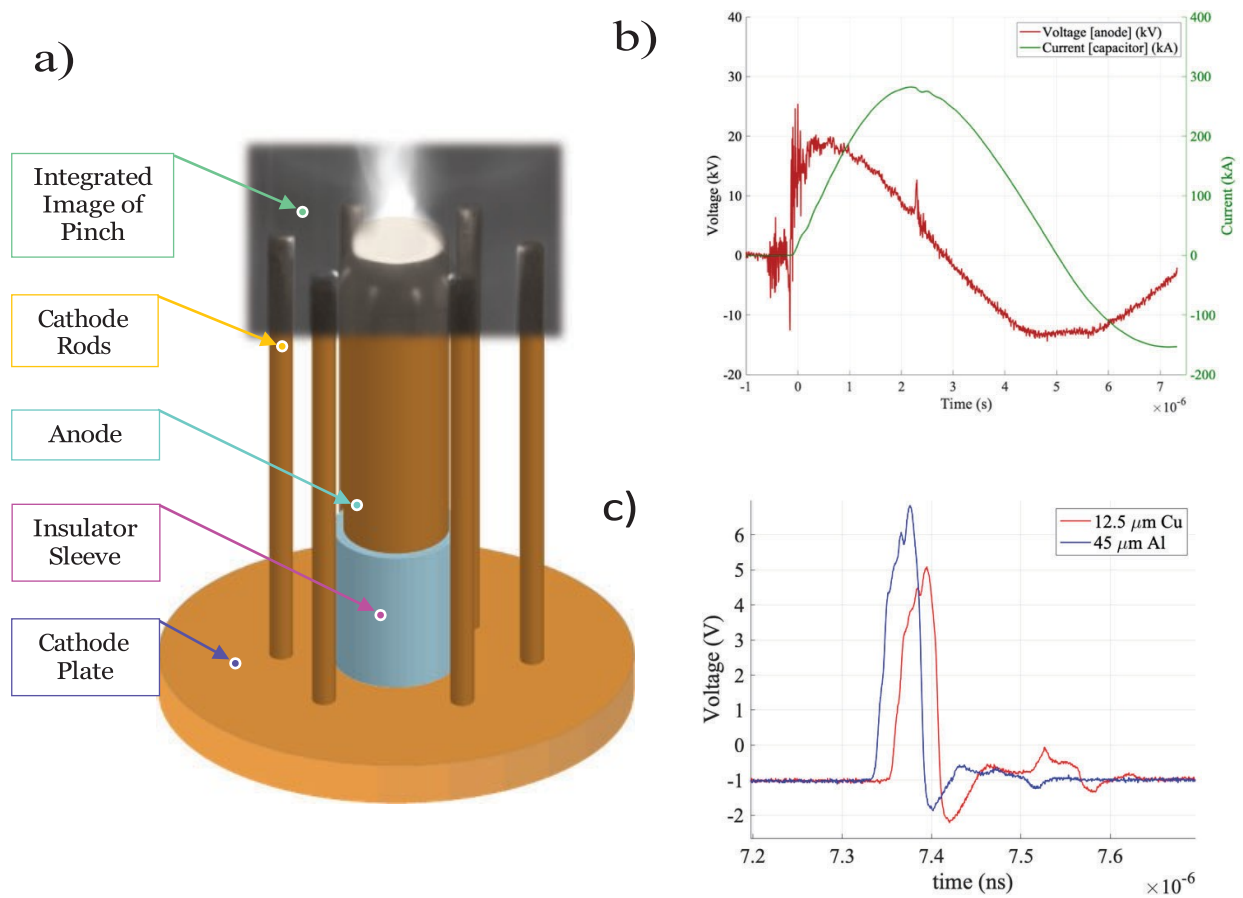 a)
Integrated
Image of
Pinch
Cathode
Rods
Anode
Insulator
Sleeve
Cathode
Plate
b)
40
30
20
10
0
-10
-20
Voltage (kV)
Voltage [anode] (kV)
Current [capacitor] (kA)
400
300
200
100
0
-100
-200
Current (kA)
-1 0 1 2 3 4 5 6 7
Time (s)
×10⁻⁶
c)
6
5
4
3
2
1
0
-1
-2
Voltage (V)
12.5 μm Cu
45 μm Al
7.2 7.3 7.4 7.5 7.6
time (ns)
×10⁻⁶